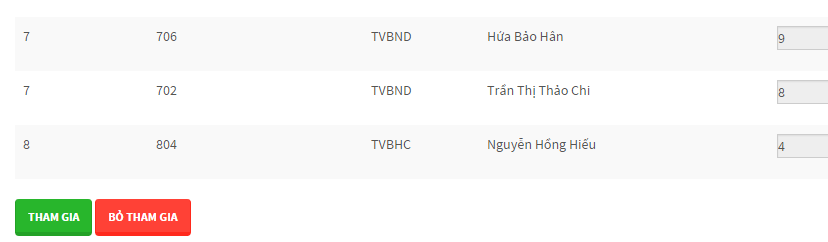 7 706 TVBND Hứa Bảo Hân 9
7 702 TVBND Trần Thị Thảo Chi 8
8 804 TVBHC Nguyễn Hồng Hiếu 4
THAM GIA BỎ THAM GIA